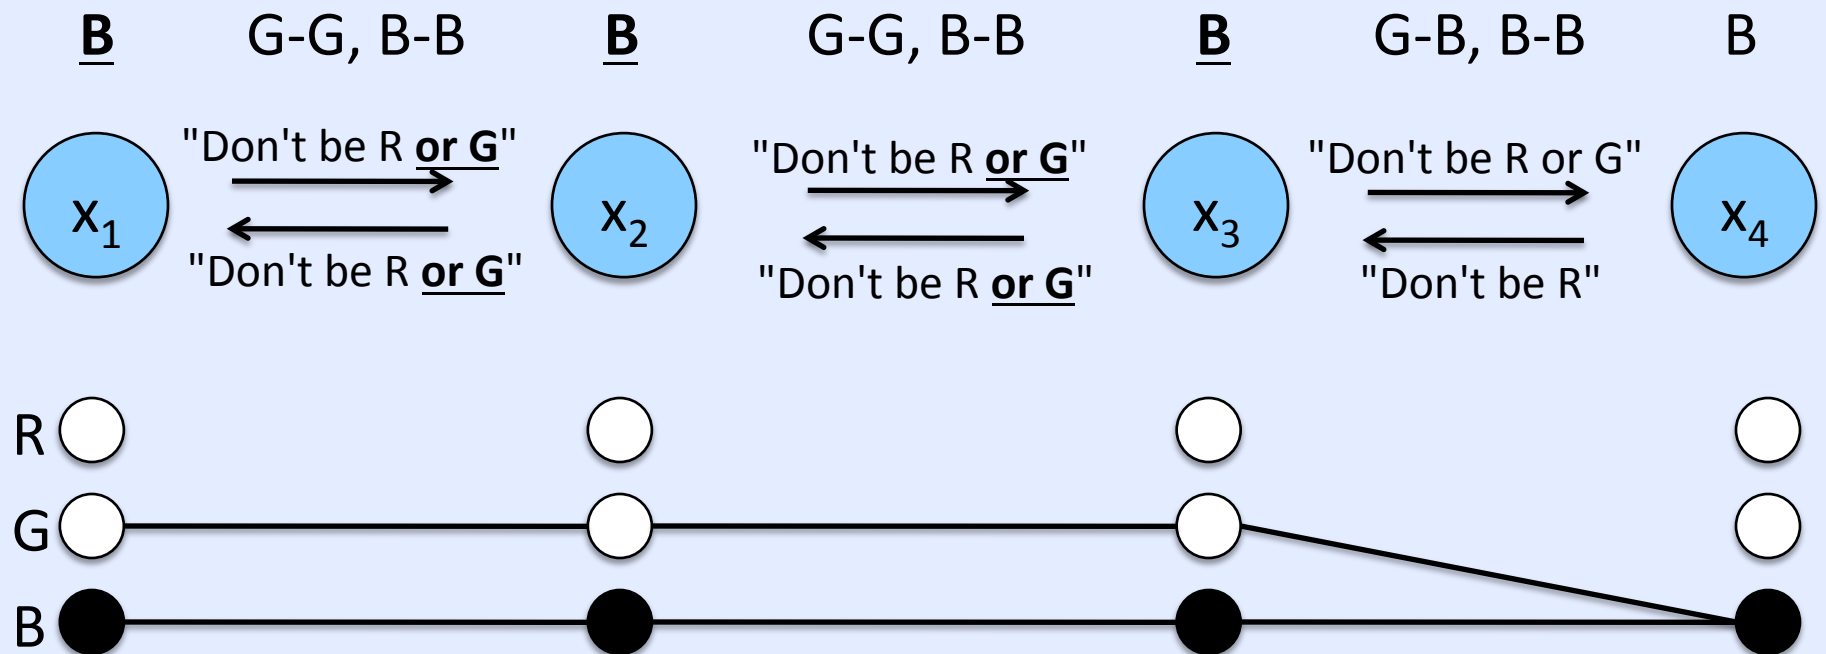 B G-G, B-B B G-G, B-B B G-B, B-B B
"Don't be R or G" "Don't be R or G" "Don't be R or G"
x1 x2 x3 x4
"Don't be R or G" "Don't be R or G" "Don't be R"
R
G
B